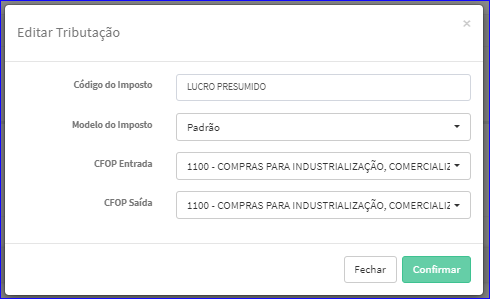 Editar Tributação ×
Código do Imposto LUCRO PRESUMIDO
Modelo do Imposto Padrão
CFOP Entrada 1100 - COMPRAS PARA INDUSTRIALIZAÇÃO, COMERCIALIZ
CFOP Saída 1100 - COMPRAS PARA INDUSTRIALIZAÇÃO, COMERCIALIZ
Fechar Confirmar